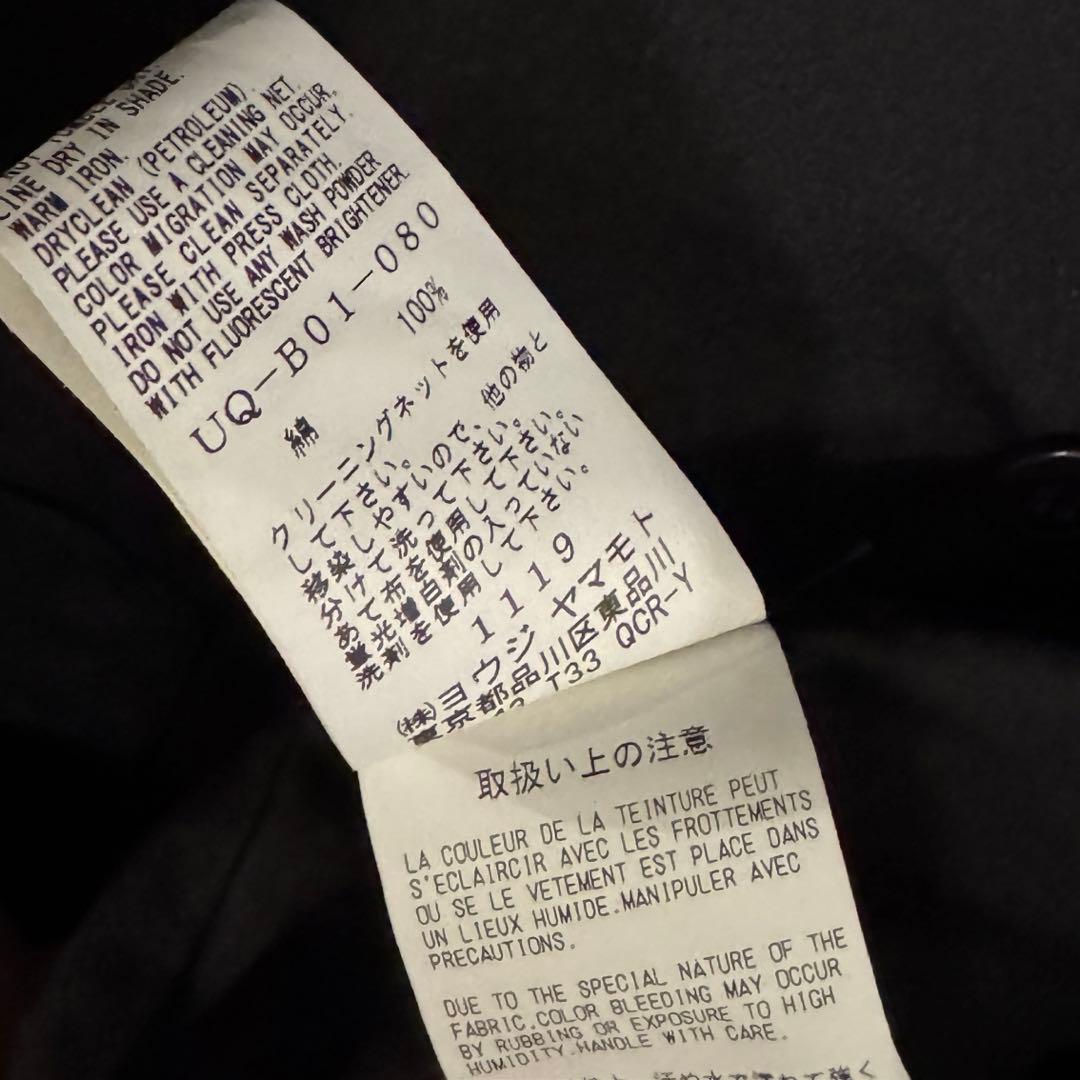 LINE DRY IN SHADE.
WARM IRON.
DRYCLEAN (PETROLEUM).
PLEASE USE A CLEANING NET.
COLOR MIGRATION MAY OCCUR.
PLEASE CLEAN SEPARATELY.
IRON WITH PRESS CLOTH.
DO NOT USE ANY WASH POWDER
WITH FLUORESCENT BRIGHTENER.
UQ-B01-080
綿 100%
クリーニングネットを使用
して下さい。
移染しやすいので、他の物と
分けて洗って下さい。
あて布を使用して下さい。
蛍光増白剤の入っていない
洗剤を使用して下さい。
1119
(株)ヨウジヤマモト
東京都品川区東品川
T33 QCR-Y
取扱い上の注意
LA COULEUR DE LA TEINTURE PEUT
S'ECLAIRCIR AVEC LES FROTTEMENTS
OU SE LE VETEMENT EST PLACE DANS
UN LIEUX HUMIDE.MANIPULER AVEC
PRECAUTIONS.
DUE TO THE SPECIAL NATURE OF THE
FABRIC.COLOR BLEEDING MAY OCCUR
BY RUBBING OR EXPOSURE TO HIGH
HUMIDITY.HANDLE WITH CARE.